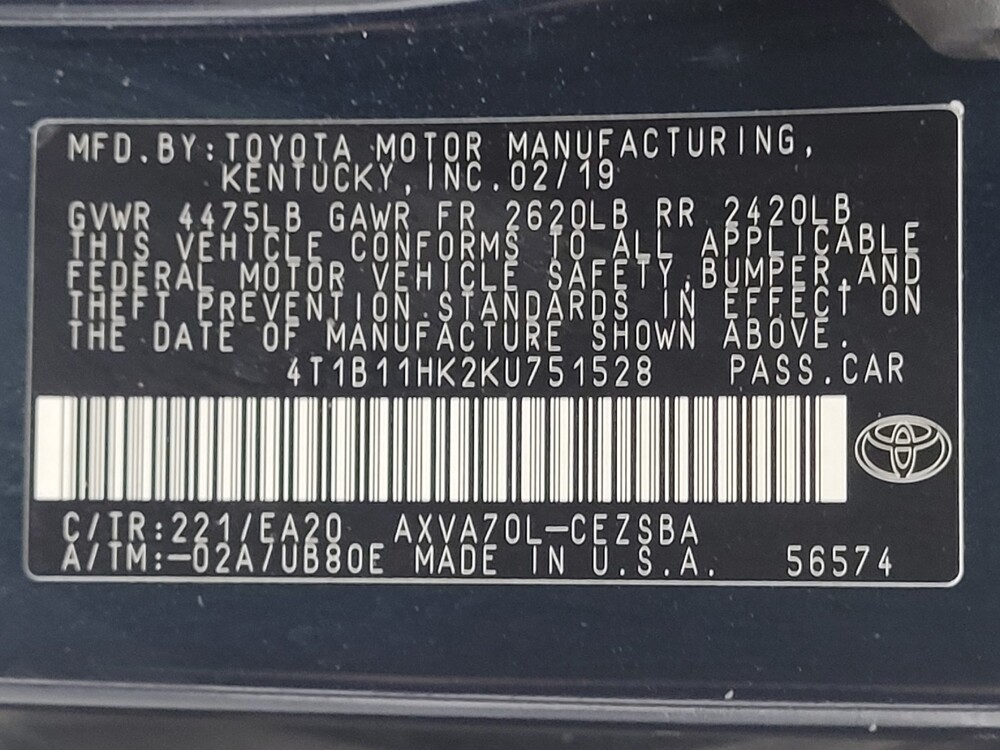 MFD.BY:TOYOTA MOTOR MANUFACTURING,
KENTUCKY,INC.02/19
GVWR 4475LB GAWR FR 2620LB RR 2420LB
THIS VEHICLE CONFORMS TO ALL APPLICABLE
FEDERAL MOTOR VEHICLE SAFETY,BUMPER,AND
THEFT PREVENTION STANDARDS IN EFFECT ON
THE DATE OF MANUFACTURE SHOWN ABOVE.
4T1B11HK2KU751528 PASS.CAR
C/TR:221/EA20 AXVA70L-CEZSBA
A/TM:-02A/UB80E MADE IN U.S.A. 56574